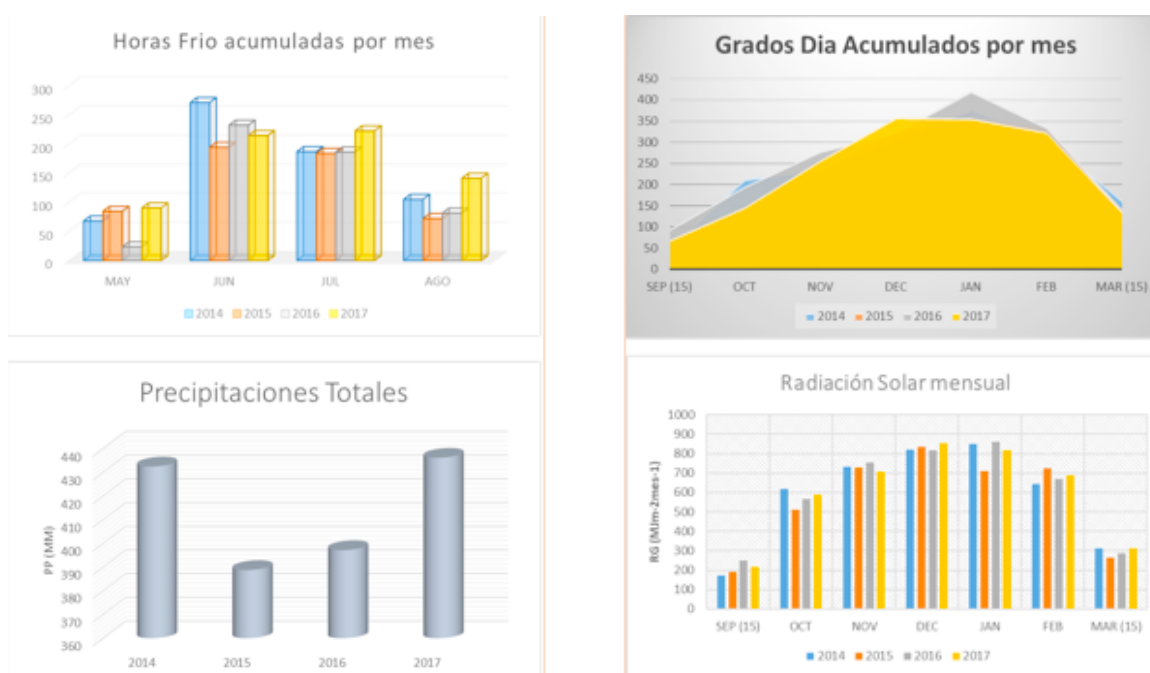 Horas Frio acumuladas por mes
300
250
200
150
100
50
0
MAY JUN JUL AGO
2014 2015 2016 2017
Grados Dia Acumulados por mes
450
400
350
300
250
200
150
100
50
0
SEP (15) OCT NOV DEC JAN FEB MAR (15)
2014 2015 2016 2017
Precipitaciones Totales
PP (MM)
440
430
420
410
400
390
380
370
360
2014 2015 2016 2017
Radiación Solar mensual
RG (MJm-2mes-1)
1000
900
800
700
600
500
400
300
200
100
0
SEP (15) OCT NOV DEC JAN FEB MAR (15)
2014 2015 2016 2017